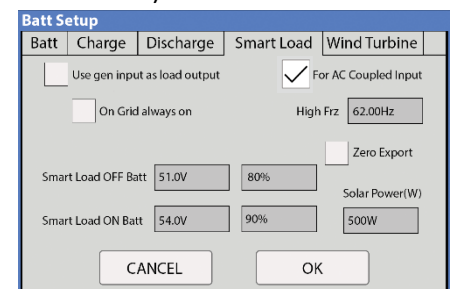 Batt Setup
Batt Charge Discharge Smart Load Wind Turbine
Use gen input as load output For AC Coupled Input
On Grid always on High Frz 62.00Hz
Zero Export
Smart Load OFF Batt 51.0V 80%
Solar Power(W)
Smart Load ON Batt 54.0V 90% 500W
CANCEL OK